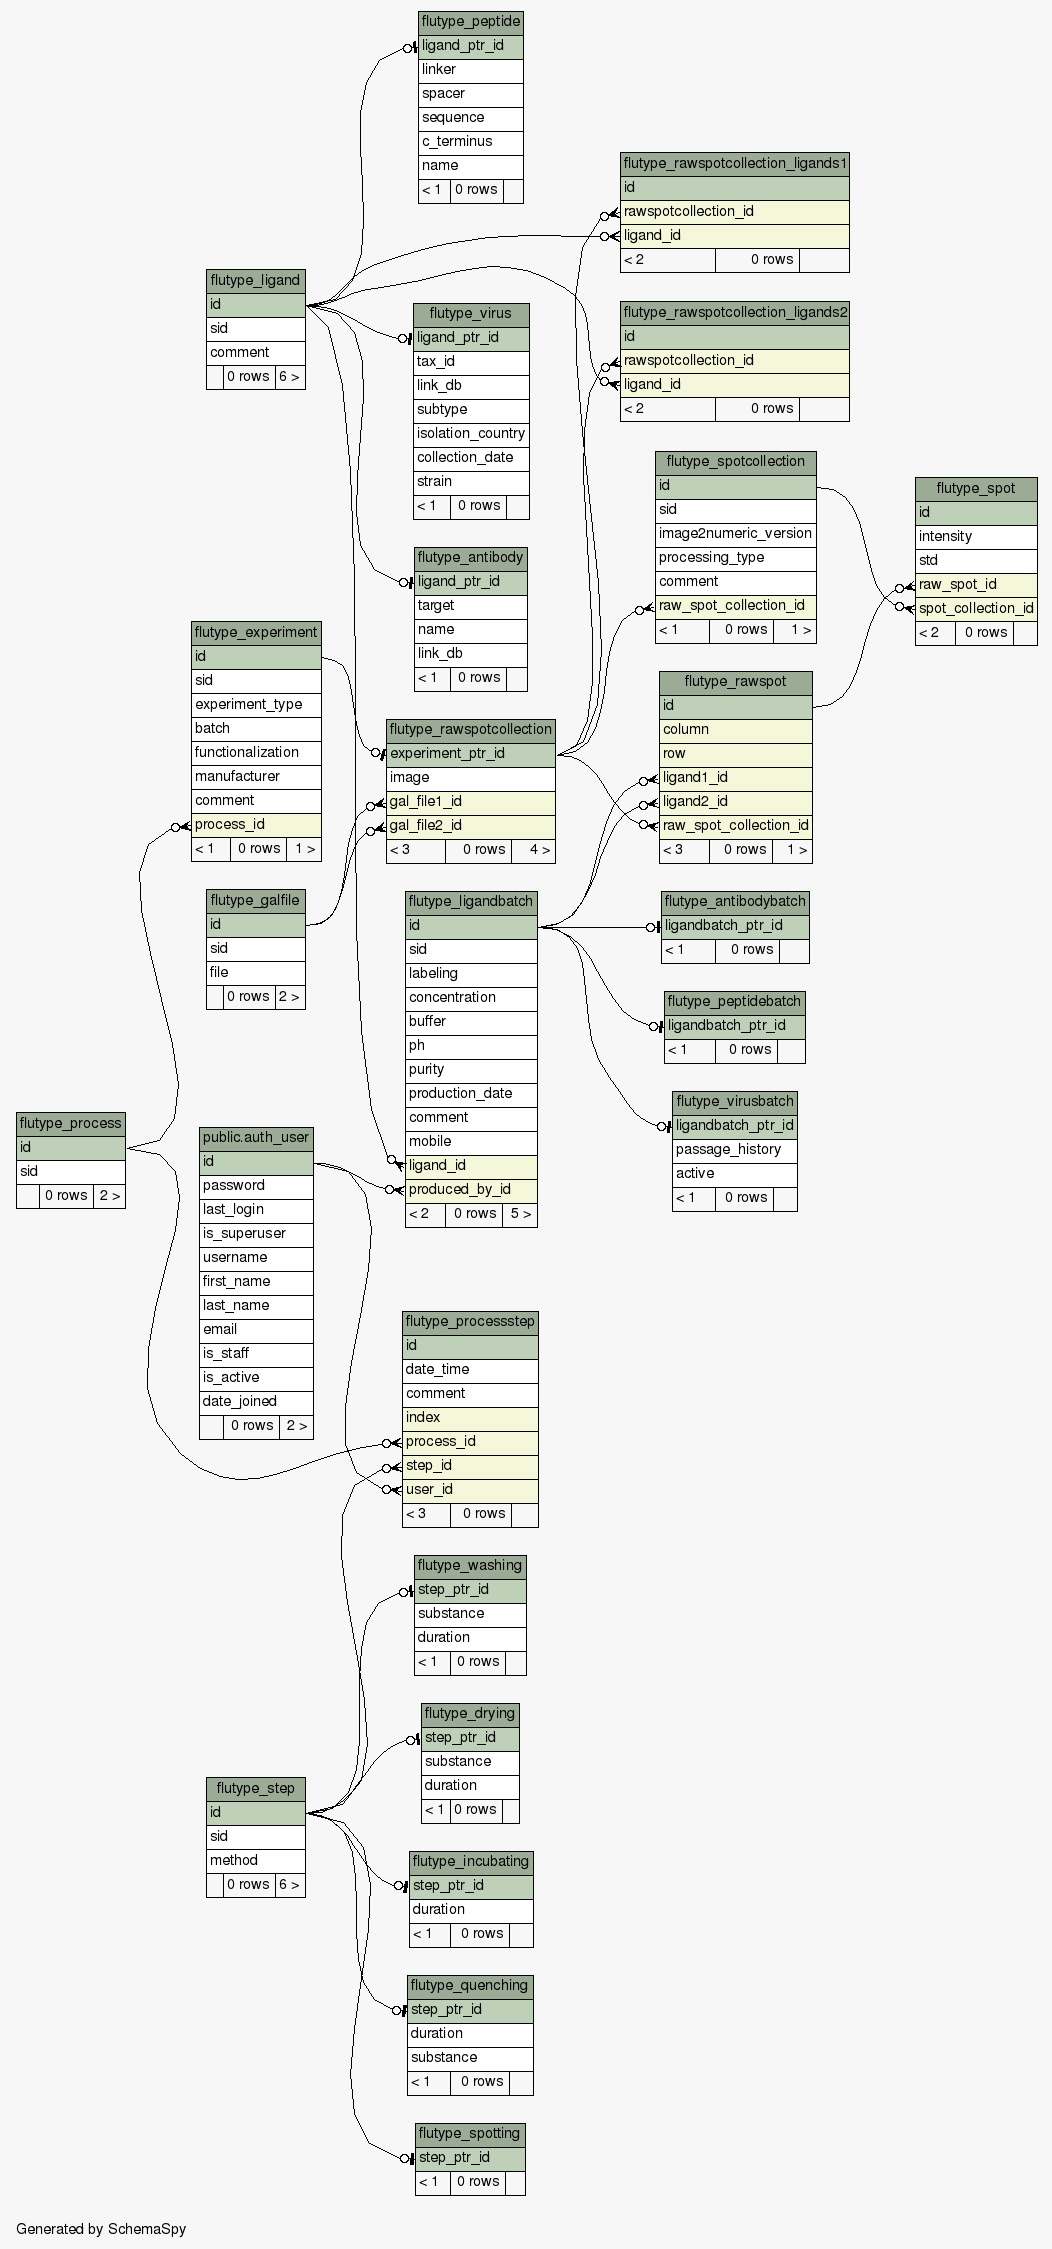 flutype_peptide
ligand_ptr_id
linker
spacer
sequence
c_terminus
name
< 1 0 rows
flutype_rawspotcollection_ligands1
id
rawspotcollection_id
ligand_id
< 2 0 rows
flutype_ligand
id
sid
comment
0 rows 6 >
flutype_virus
ligand_ptr_id
tax_id
link_db
subtype
isolation_country
collection_date
strain
< 1 0 rows
flutype_rawspotcollection_ligands2
id
rawspotcollection_id
ligand_id
< 2 0 rows
flutype_spotcollection
id
sid
image2numeric_version
processing_type
comment
raw_spot_collection_id
< 1 0 rows 1 >
flutype_spot
id
intensity
std
raw_spot_id
spot_collection_id
< 2 0 rows
flutype_antibody
ligand_ptr_id
target
name
link_db
< 1 0 rows
flutype_experiment
id
sid
experiment_type
batch
functionalization
manufacturer
comment
process_id
< 1 0 rows 1 >
flutype_rawspotcollection
experiment_ptr_id
image
gal_file1_id
gal_file2_id
< 3 0 rows 4 >
flutype_rawspot
id
column
row
ligand1_id
ligand2_id
raw_spot_collection_id
< 3 0 rows 1 >
flutype_galfile
id
sid
file
0 rows 2 >
flutype_ligandbatch
id
sid
labeling
concentration
buffer
ph
purity
production_date
comment
mobile
ligand_id
produced_by_id
< 2 0 rows 5 >
flutype_antibodybatch
ligandbatch_ptr_id
< 1 0 rows
flutype_peptidebatch
ligandbatch_ptr_id
< 1 0 rows
flutype_virusbatch
ligandbatch_ptr_id
passage_history
active
< 1 0 rows
flutype_process
id
sid
0 rows 2 >
public.auth_user
id
password
last_login
is_superuser
username
first_name
last_name
email
is_staff
is_active
date_joined
0 rows 2 >
flutype_processstep
id
date_time
comment
index
process_id
step_id
user_id
< 3 0 rows
flutype_washing
step_ptr_id
substance
duration
< 1 0 rows
flutype_drying
step_ptr_id
substance
duration
< 1 0 rows
flutype_step
id
sid
method
0 rows 6 >
flutype_incubating
step_ptr_id
duration
< 1 0 rows
flutype_quenching
step_ptr_id
duration
substance
< 1 0 rows
flutype_spotting
step_ptr_id
< 1 0 rows
Generated by SchemaSpy